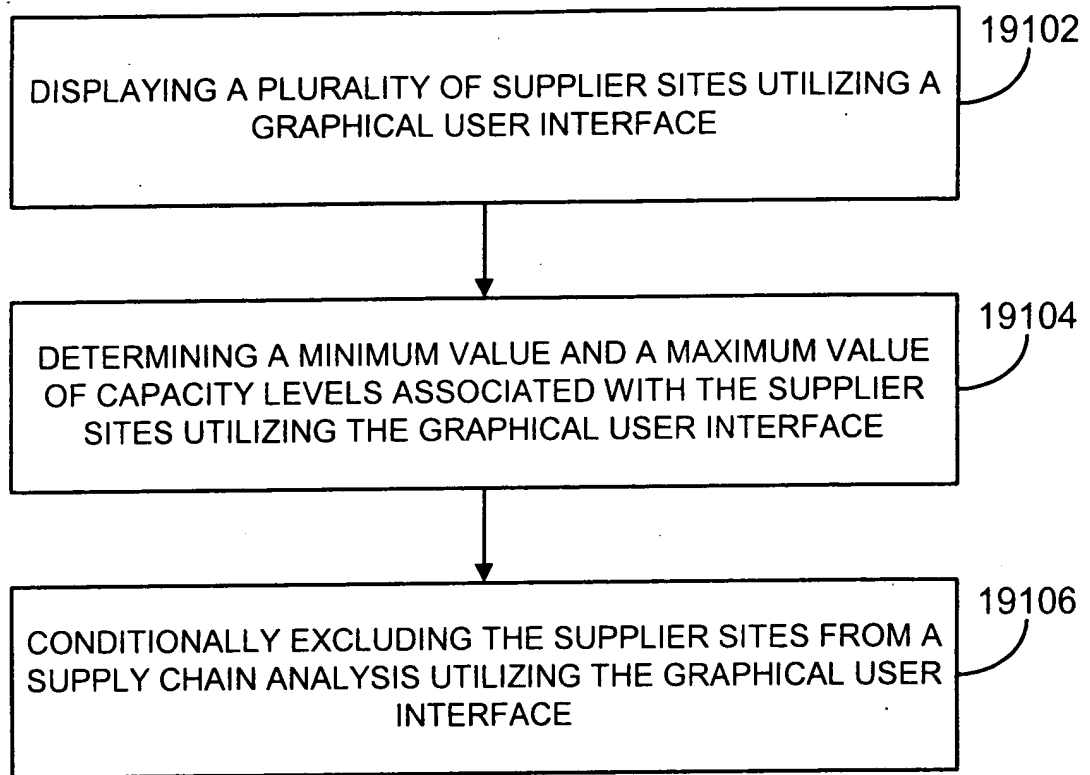 19102
DISPLAYING A PLURALITY OF SUPPLIER SITES UTILIZING A
GRAPHICAL USER INTERFACE
19104
DETERMINING A MINIMUM VALUE AND A MAXIMUM VALUE
OF CAPACITY LEVELS ASSOCIATED WITH THE SUPPLIER
SITES UTILIZING THE GRAPHICAL USER INTERFACE
19106
CONDITIONALLY EXCLUDING THE SUPPLIER SITES FROM A
SUPPLY CHAIN ANALYSIS UTILIZING THE GRAPHICAL USER
INTERFACE